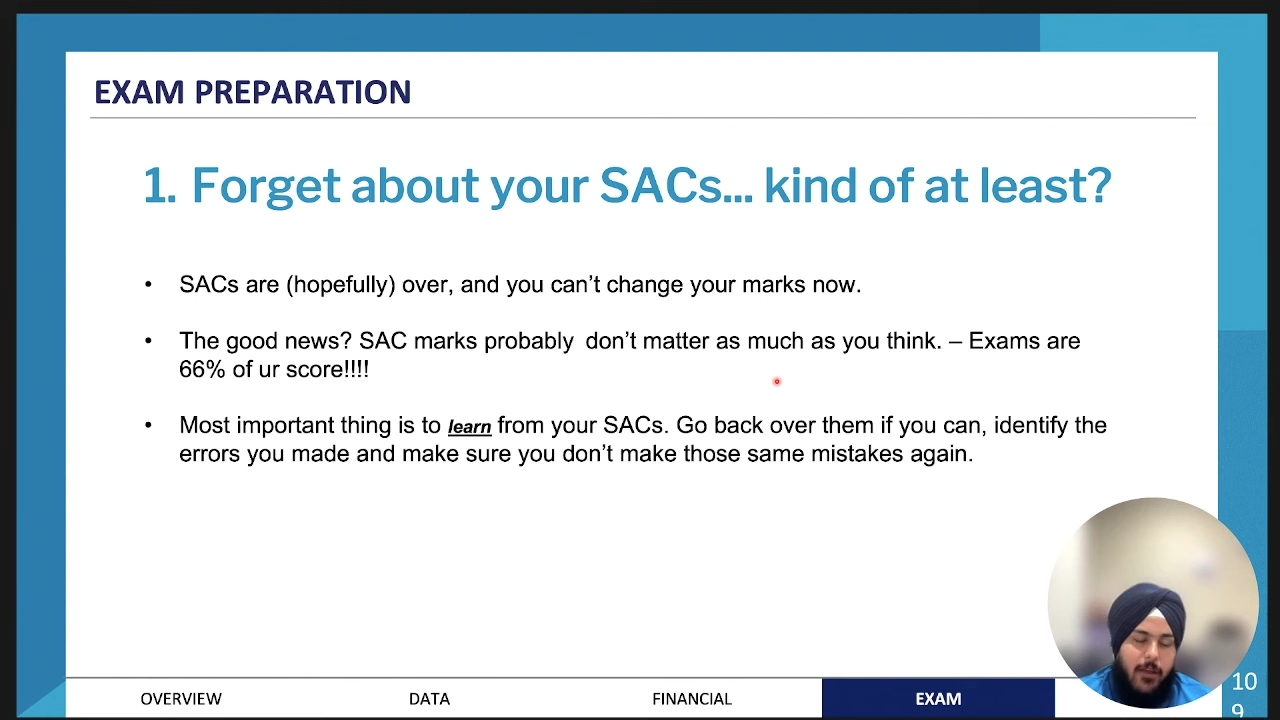 EXAM PREPARATION
1. Forget about your SACs... kind of at least?
• SACs are (hopefully) over, and you can’t change your marks now.
• The good news? SAC marks probably don’t matter as much as you think. – Exams are
66% of ur score!!!!
• Most important thing is to learn from your SACs. Go back over them if you can, identify the
errors you made and make sure you don’t make those same mistakes again.
OVERVIEW DATA FINANCIAL EXAM
10
9